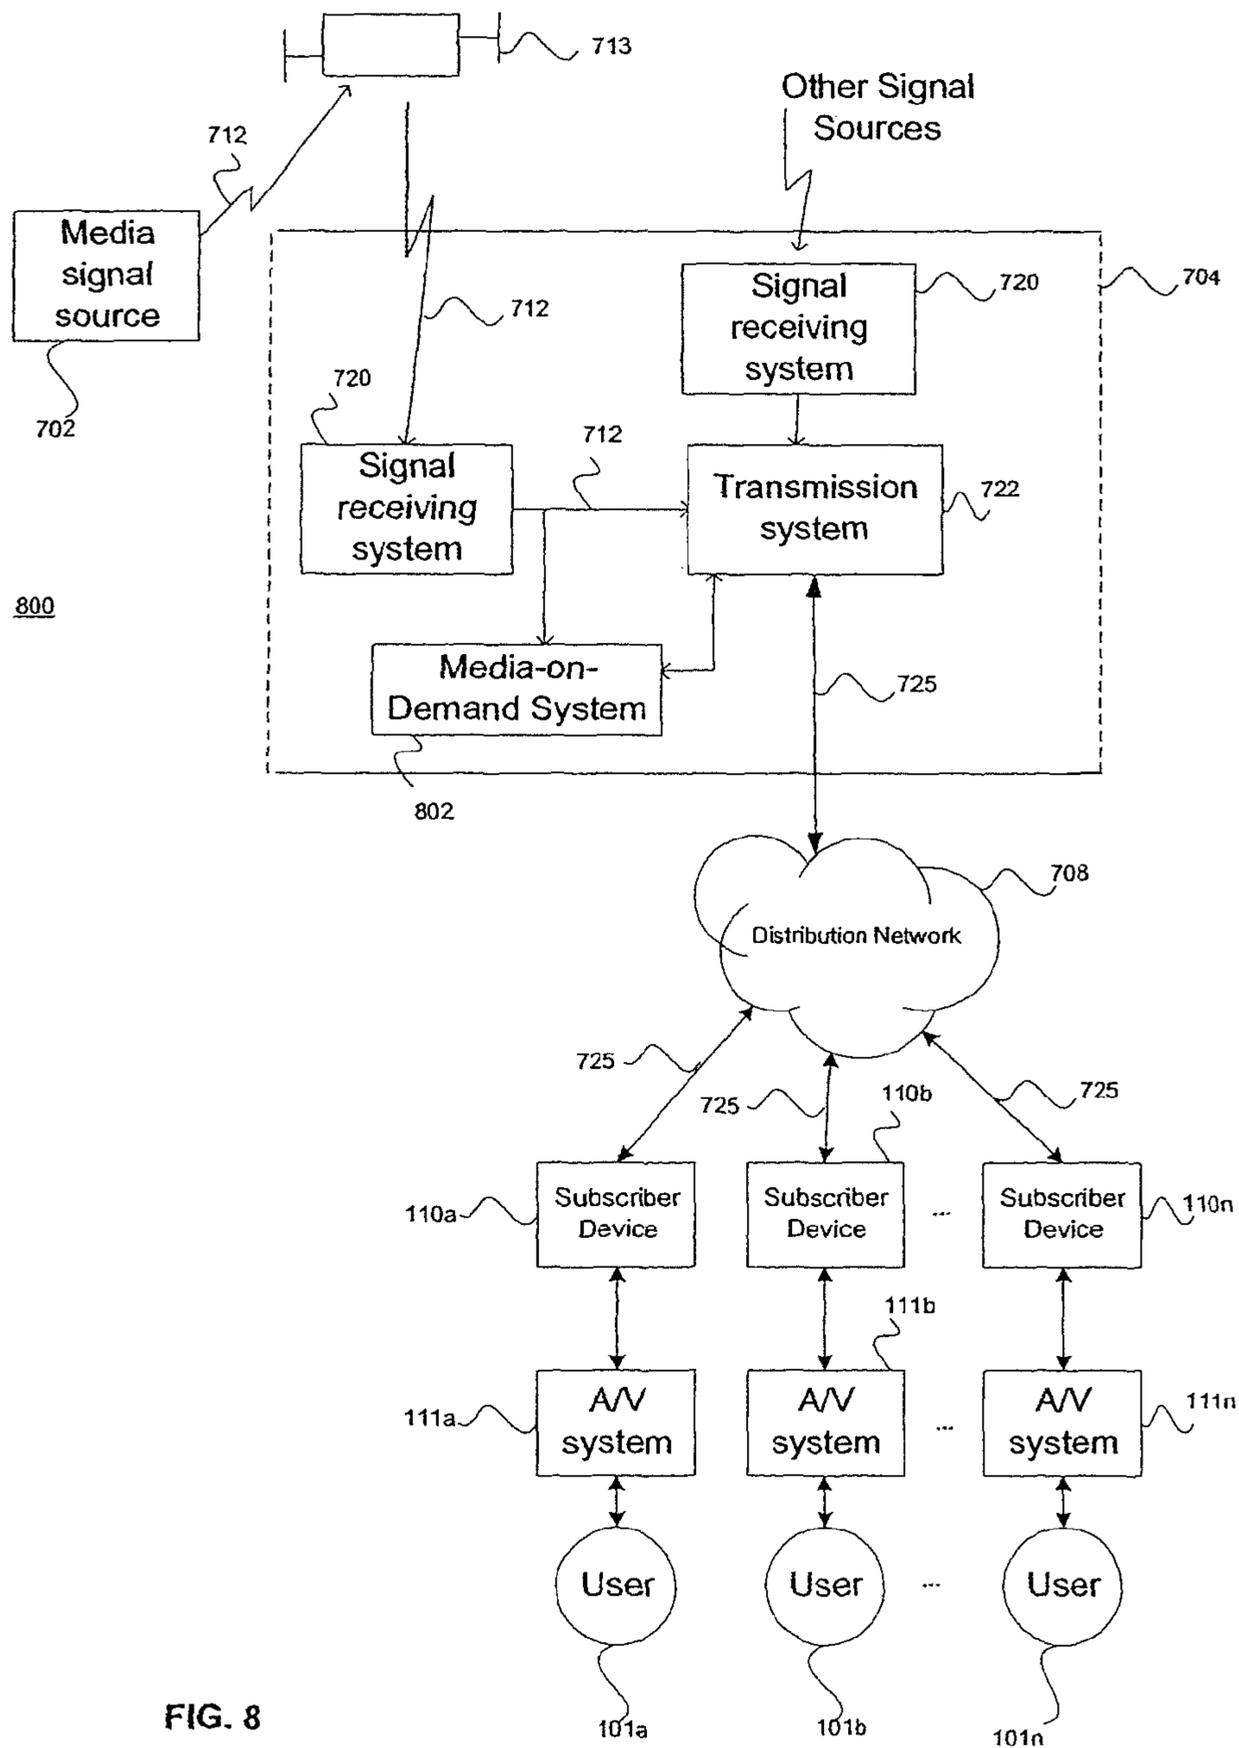 713
Other Signal
Sources
712
Media
signal
source
702
712
Signal
receiving
system
720
704
720
Signal
receiving
system
712
Transmission
system
722
800
Media-on-
Demand System
802
725
708
Distribution Network
725
725
110b
725
110a
Subscriber
Device
Subscriber
Device
...
Subscriber
Device
110n
111b
111a
A/V
system
A/V
system
...
A/V
system
111n
User
User
...
User
101a
101b
101n
FIG. 8